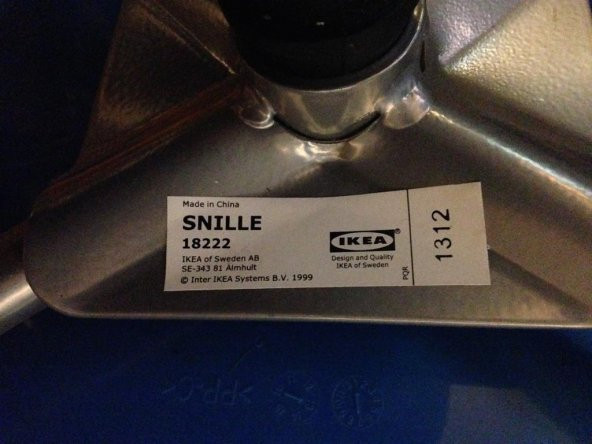 Made in China
SNILLE
18222
IKEA of Sweden AB
SE-343 81 Älmhult
© Inter IKEA Systems B.V. 1999
IKEA®
Design and Quality
IKEA of Sweden
PQR
1312
>PP-C<